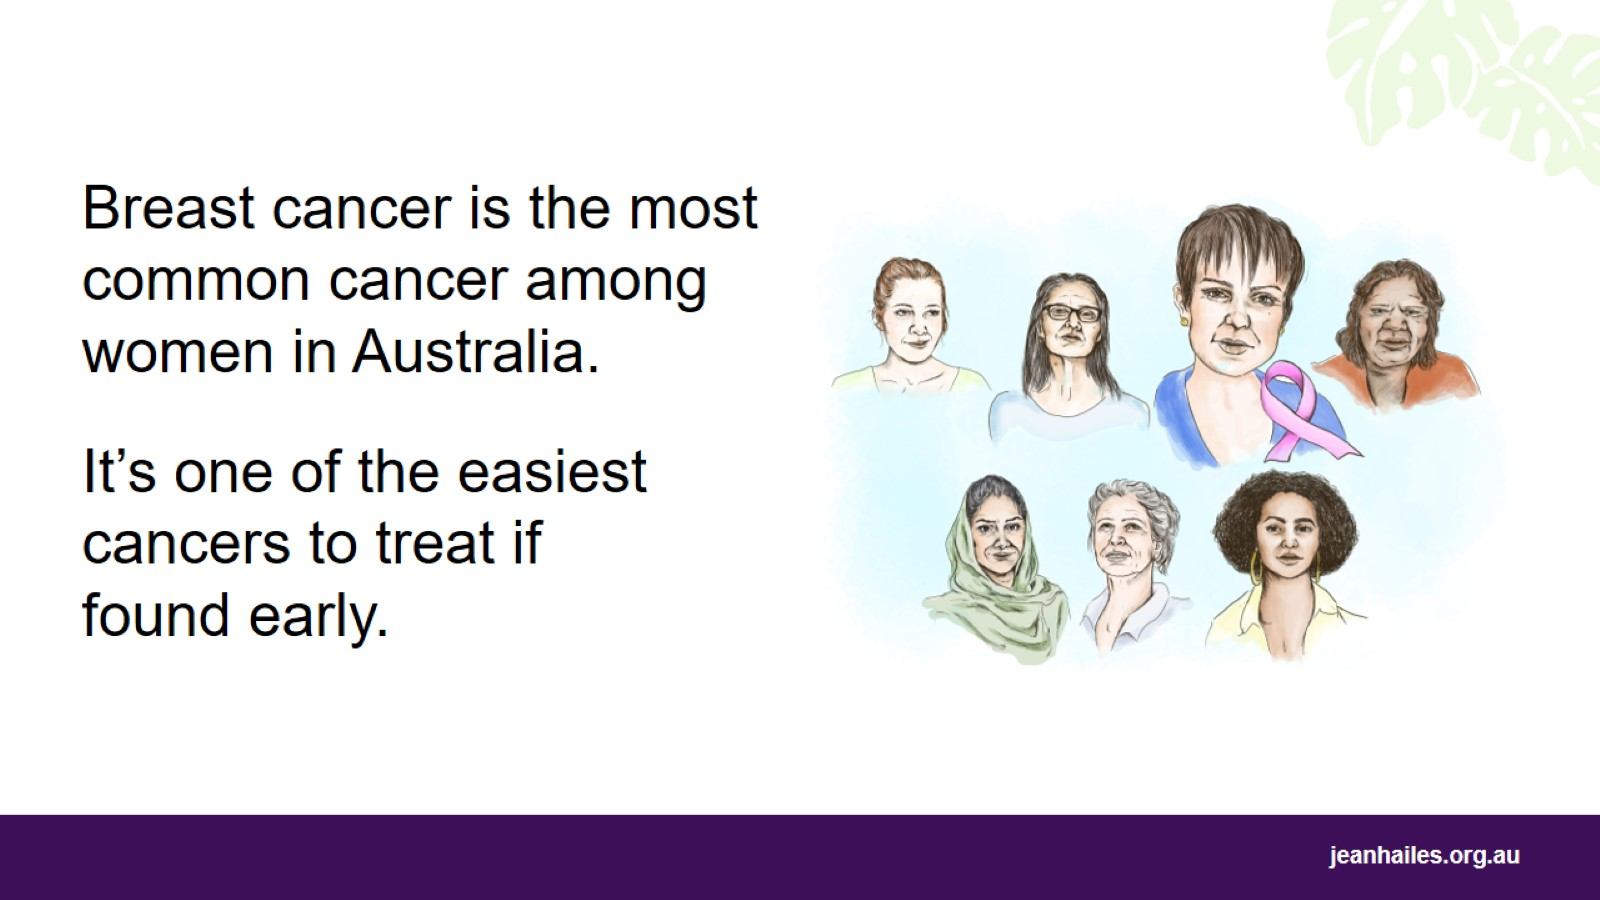 Breast cancer is the most
common cancer among
women in Australia.
It’s one of the easiest
cancers to treat if
found early.
jeanhailes.org.au